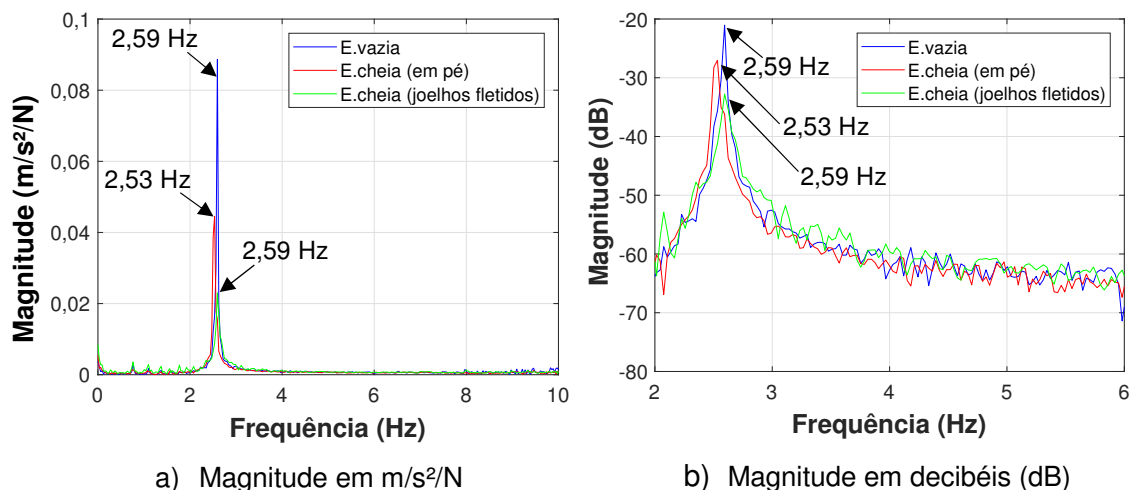 0,1
0,08
0,06
0,04
0,02
0
Magnitude (m/s²/N)
2,59 Hz
2,53 Hz
2,59 Hz
E.vazia
E.cheia (em pé)
E.cheia (joelhos fletidos)
0 2 4 6 8 10
Frequência (Hz)
a) Magnitude em m/s²/N
-20
-30
-40
-50
-60
-70
-80
Magnitude (dB)
2,59 Hz
2,53 Hz
2,59 Hz
E.vazia
E.cheia (em pé)
E.cheia (joelhos fletidos)
2 3 4 5 6
Frequência (Hz)
b) Magnitude em decibéis (dB)